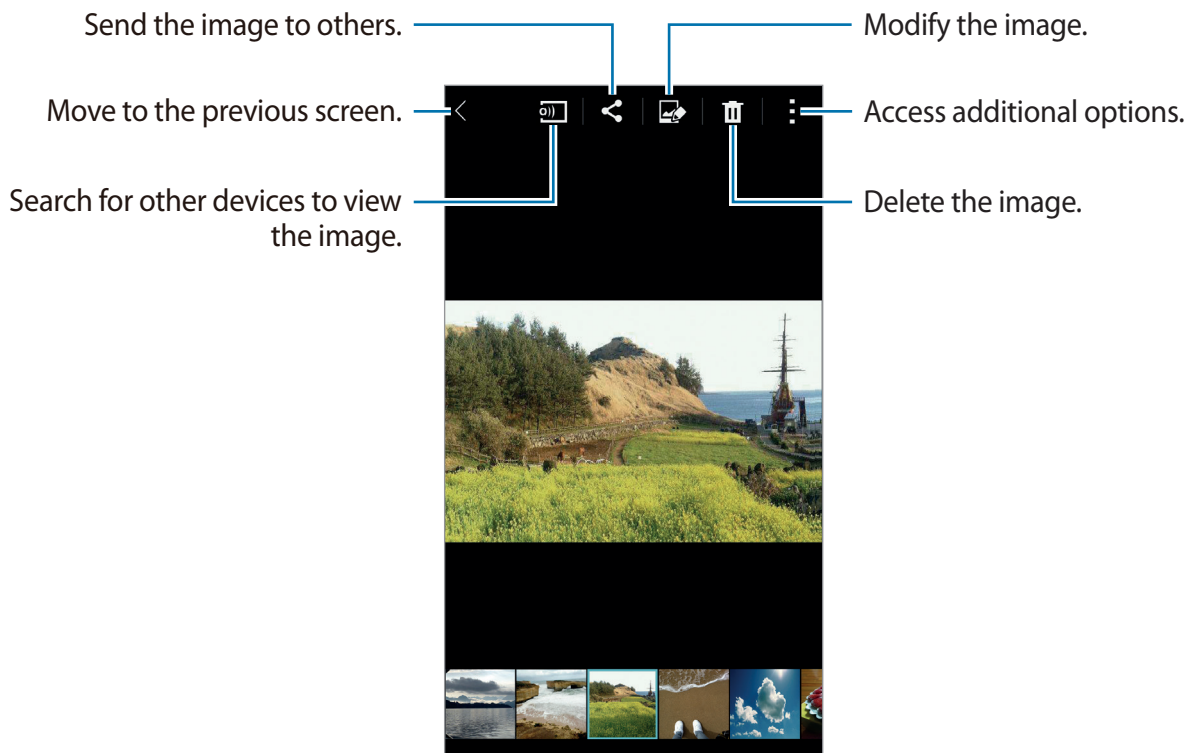 Send the image to others.
Modify the image.
Move to the previous screen.
Access additional options.
Search for other devices to view
the image.
Delete the image.